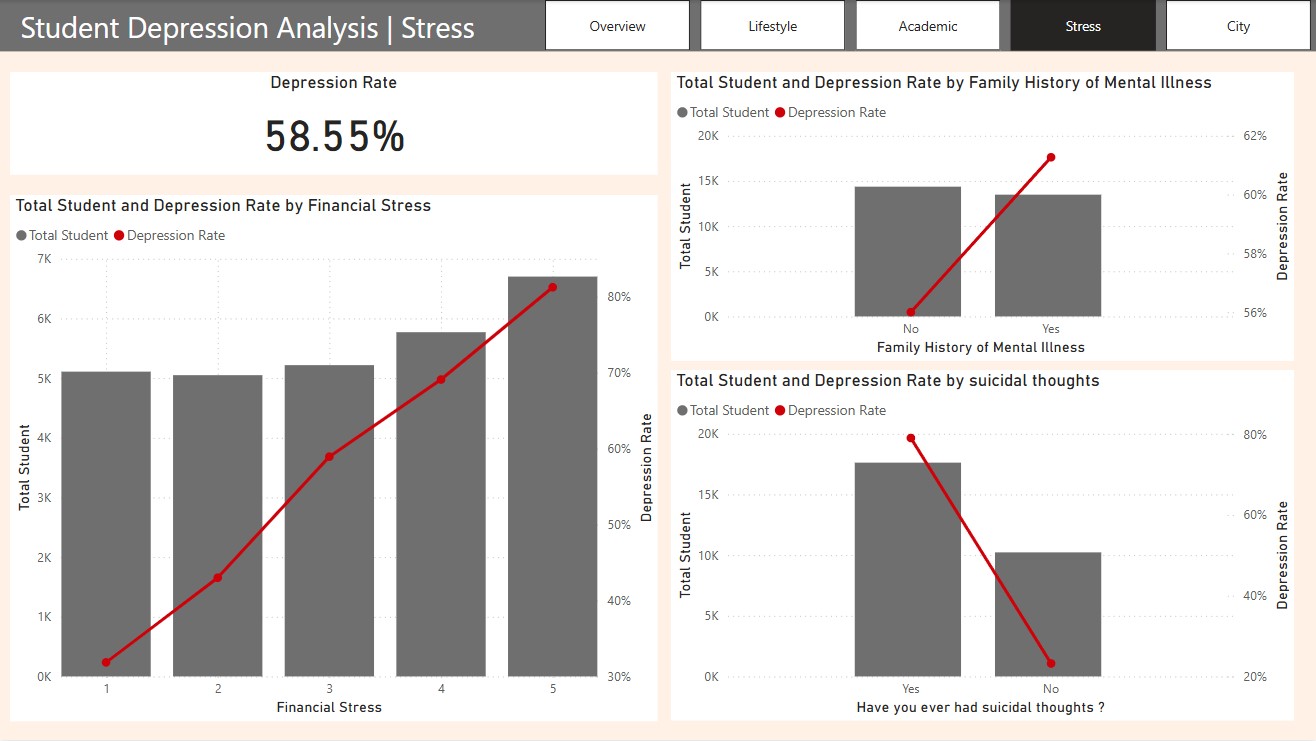 Student Depression Analysis | Stress
Overview
Lifestyle
Academic
Stress
City
Depression Rate
58.55%
Total Student and Depression Rate by Financial Stress
Total Student Depression Rate
7K
6K
5K
4K
3K
2K
1K
0K
Total Student
80%
70%
60%
50%
40%
30%
Depression Rate
1 2 3 4 5
Financial Stress
Total Student and Depression Rate by Family History of Mental Illness
Total Student Depression Rate
20K
15K
10K
5K
0K
Total Student
62%
60%
58%
56%
Depression Rate
No Yes
Family History of Mental Illness
Total Student and Depression Rate by suicidal thoughts
Total Student Depression Rate
20K
15K
10K
5K
0K
Total Student
80%
60%
40%
20%
Depression Rate
Yes No
Have you ever had suicidal thoughts ?